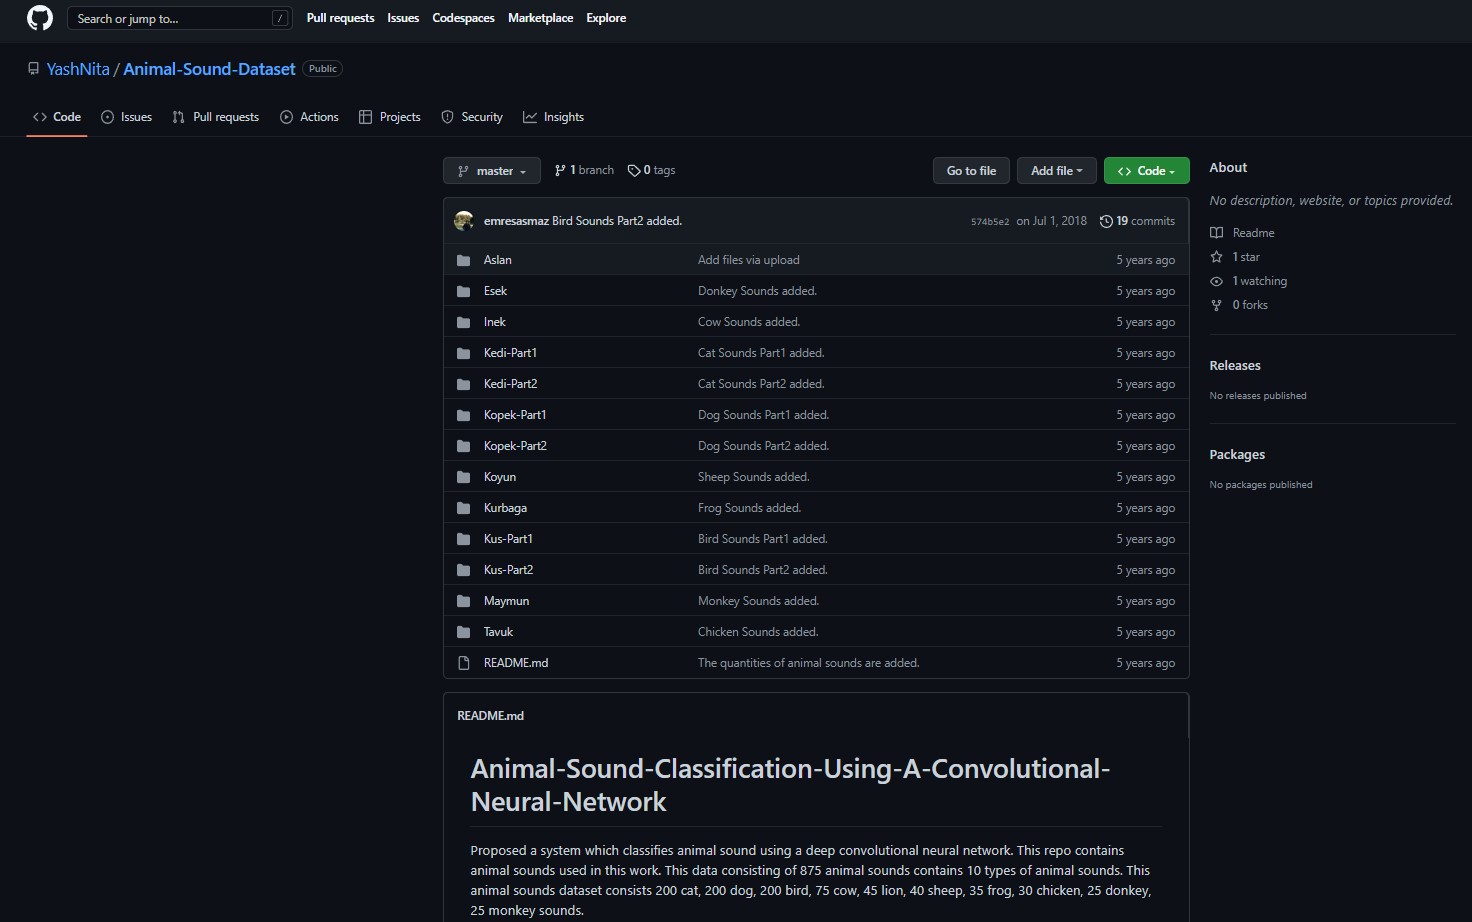 Search or jump to... / Pull requests Issues Codespaces Marketplace Explore
YashNita / Animal-Sound-Dataset Public
Code Issues Pull requests Actions Projects Security Insights
master 1 branch 0 tags Go to file Add file Code
emresasmaz Bird Sounds Part2 added. 574b5e2 on Jul 1, 2018 19 commits
Aslan Add files via upload 5 years ago
Esek Donkey Sounds added. 5 years ago
Inek Cow Sounds added. 5 years ago
Kedi-Part1 Cat Sounds Part1 added. 5 years ago
Kedi-Part2 Cat Sounds Part2 added. 5 years ago
Kopek-Part1 Dog Sounds Part1 added. 5 years ago
Kopek-Part2 Dog Sounds Part2 added. 5 years ago
Koyun Sheep Sounds added. 5 years ago
Kurbaga Frog Sounds added. 5 years ago
Kus-Part1 Bird Sounds Part1 added. 5 years ago
Kus-Part2 Bird Sounds Part2 added. 5 years ago
Maymun Monkey Sounds added. 5 years ago
Tavuk Chicken Sounds added. 5 years ago
README.md The quantities of animal sounds are added. 5 years ago
README.md
Animal-Sound-Classification-Using-A-Convolutional-
Neural-Network
Proposed a system which classifies animal sound using a deep convolutional neural network. This repo contains
animal sounds used in this work. This data consisting of 875 animal sounds contains 10 types of animal sounds. This
animal sounds dataset consists 200 cat, 200 dog, 200 bird, 75 cow, 45 lion, 40 sheep, 35 frog, 30 chicken, 25 donkey,
25 monkey sounds.
About
No description, website, or topics provided.
Readme
1 star
1 watching
0 forks
Releases
No releases published
Packages
No packages published